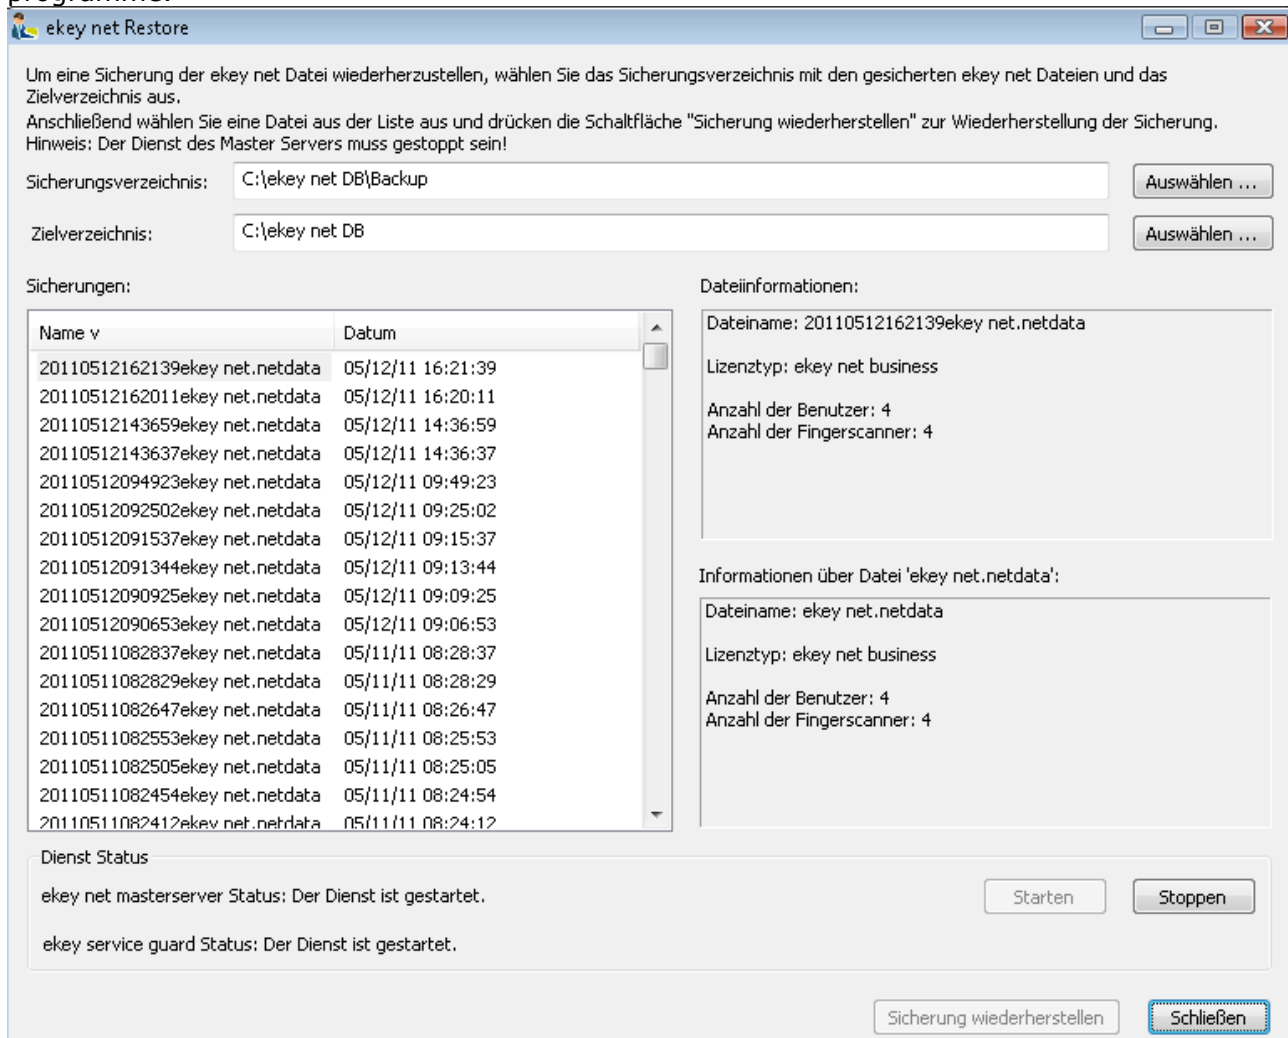 programme.
ekey net Restore
Um eine Sicherung der ekey net Datei wiederherzustellen, wählen Sie das Sicherungsverzeichnis mit den gesicherten ekey net Dateien und das
Zielverzeichnis aus.
Anschließend wählen Sie eine Datei aus der Liste aus und drücken die Schaltfläche "Sicherung wiederherstellen" zur Wiederherstellung der Sicherung.
Hinweis: Der Dienst des Master Servers muss gestoppt sein!
Sicherungsverzeichnis: C:\ekey net DB\Backup Auswählen ...
Zielverzeichnis: C:\ekey net DB Auswählen ...
Sicherungen:
Name v Datum
20110512162139ekey net.netdata 05/12/11 16:21:39
20110512162011ekey net.netdata 05/12/11 16:20:11
20110512143659ekey net.netdata 05/12/11 14:36:59
20110512143637ekey net.netdata 05/12/11 14:36:37
20110512094923ekey net.netdata 05/12/11 09:49:23
20110512092502ekey net.netdata 05/12/11 09:25:02
20110512091537ekey net.netdata 05/12/11 09:15:37
20110512091344ekey net.netdata 05/12/11 09:13:44
20110512090925ekey net.netdata 05/12/11 09:09:25
20110512090653ekey net.netdata 05/12/11 09:06:53
20110511082837ekey net.netdata 05/11/11 08:28:37
20110511082829ekey net.netdata 05/11/11 08:28:29
20110511082647ekey net.netdata 05/11/11 08:26:47
20110511082553ekey net.netdata 05/11/11 08:25:53
20110511082505ekey net.netdata 05/11/11 08:25:05
20110511082454ekey net.netdata 05/11/11 08:24:54
20110511082412ekey net.netdata 05/11/11 08:24:12
Dateiinformationen:
Dateiname: 20110512162139ekey net.netdata
Lizenztyp: ekey net business
Anzahl der Benutzer: 4
Anzahl der Fingerscanner: 4
Informationen über Datei 'ekey net.netdata':
Dateiname: ekey net.netdata
Lizenztyp: ekey net business
Anzahl der Benutzer: 4
Anzahl der Fingerscanner: 4
Dienst Status
ekey net masterserver Status: Der Dienst ist gestartet. Starten Stoppen
ekey service guard Status: Der Dienst ist gestartet.
Sicherung wiederherstellen Schließen